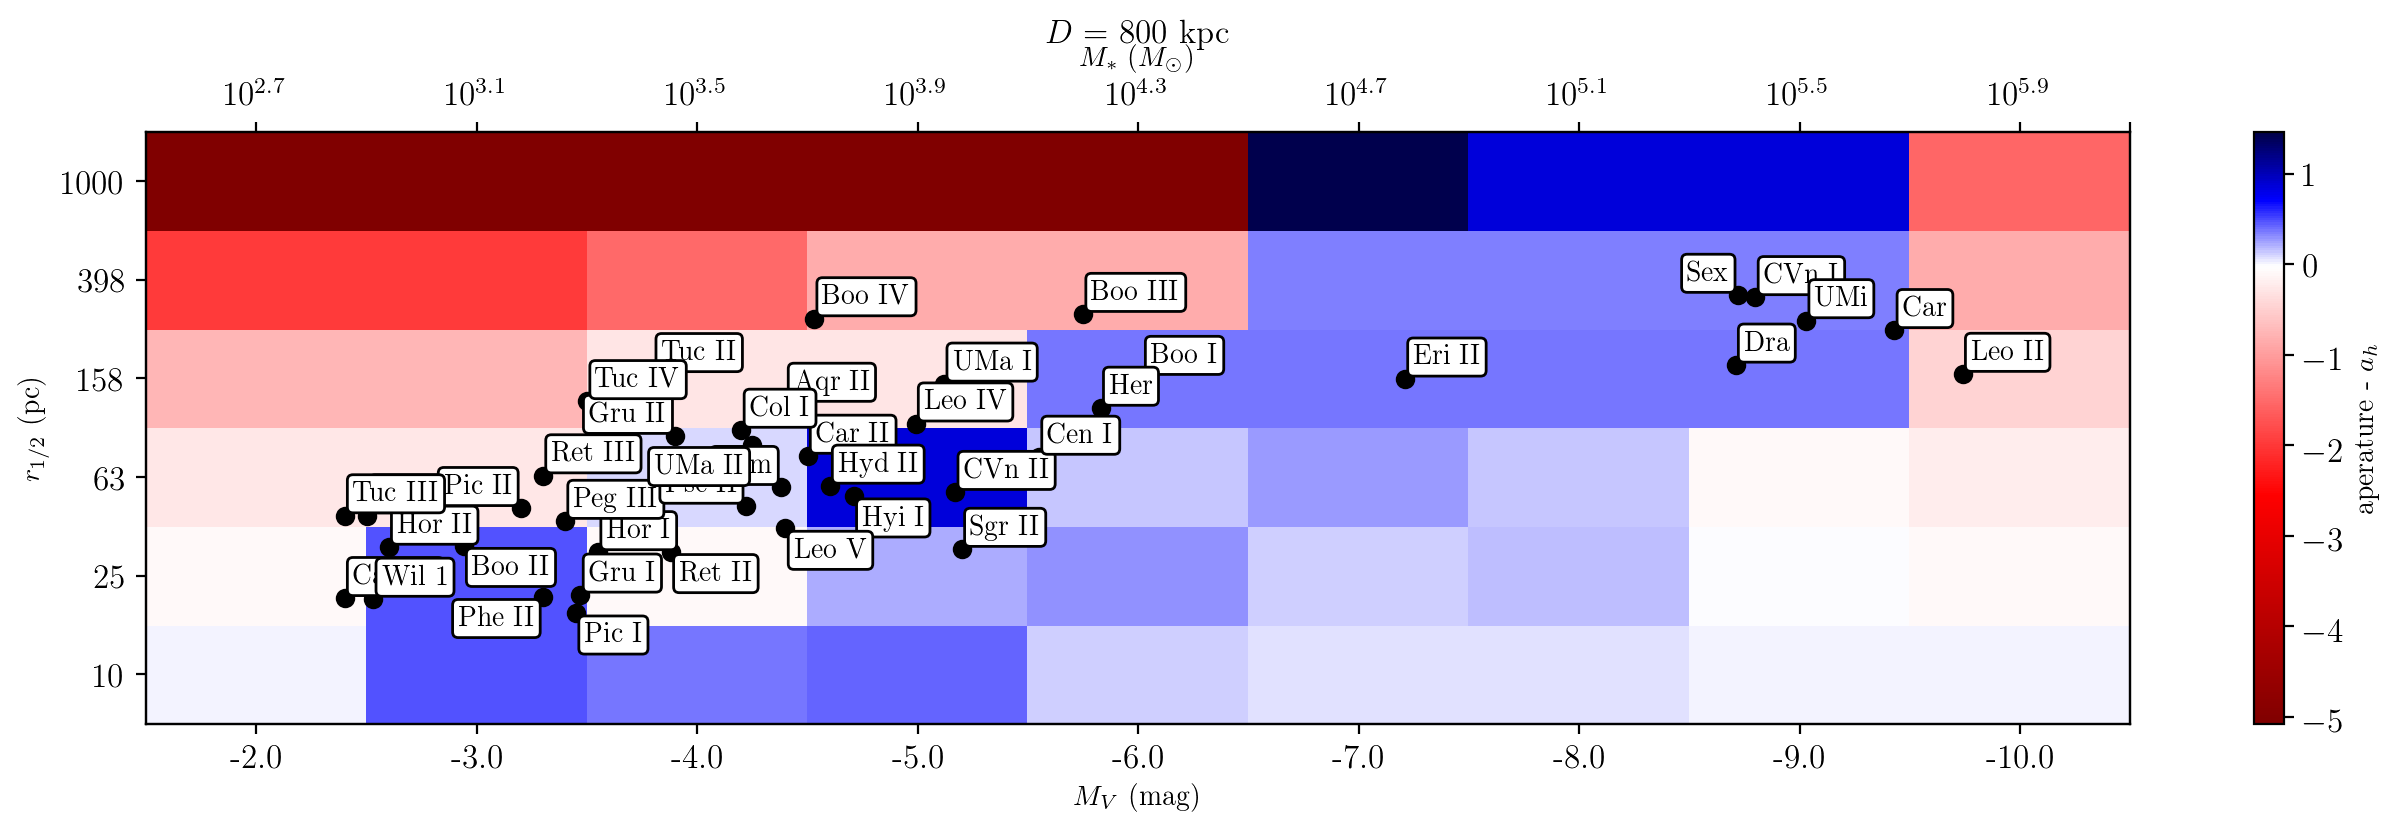 D = 800 kpc
M* (M⊙)
10^2.7 10^3.1 10^3.5 10^3.9 10^4.3 10^4.7 10^5.1 10^5.5 10^5.9
1000
398
158
63
25
10
r1/2 (pc)
Sex
CVn I
UMi
Car
Boo IV
Boo III
Dra
Leo II
Tuc II
UMa I
Boo I
Eri II
Tuc IV
Aqr II
Her
Gru II
Col I
Leo IV
Car II
Cen I
Ret III
UMa II
Hyd II
CVn II
Tuc III
Pic II
Peg III
Hor II
Hor I
Hyi I
Sgr II
Leo V
Wil 1
Boo II
Gru I
Ret II
Phe II
Pic I
-2.0 -3.0 -4.0 -5.0 -6.0 -7.0 -8.0 -9.0 -10.0
MV (mag)
1
0
−1
−2
−3
−4
−5
aperature - ah